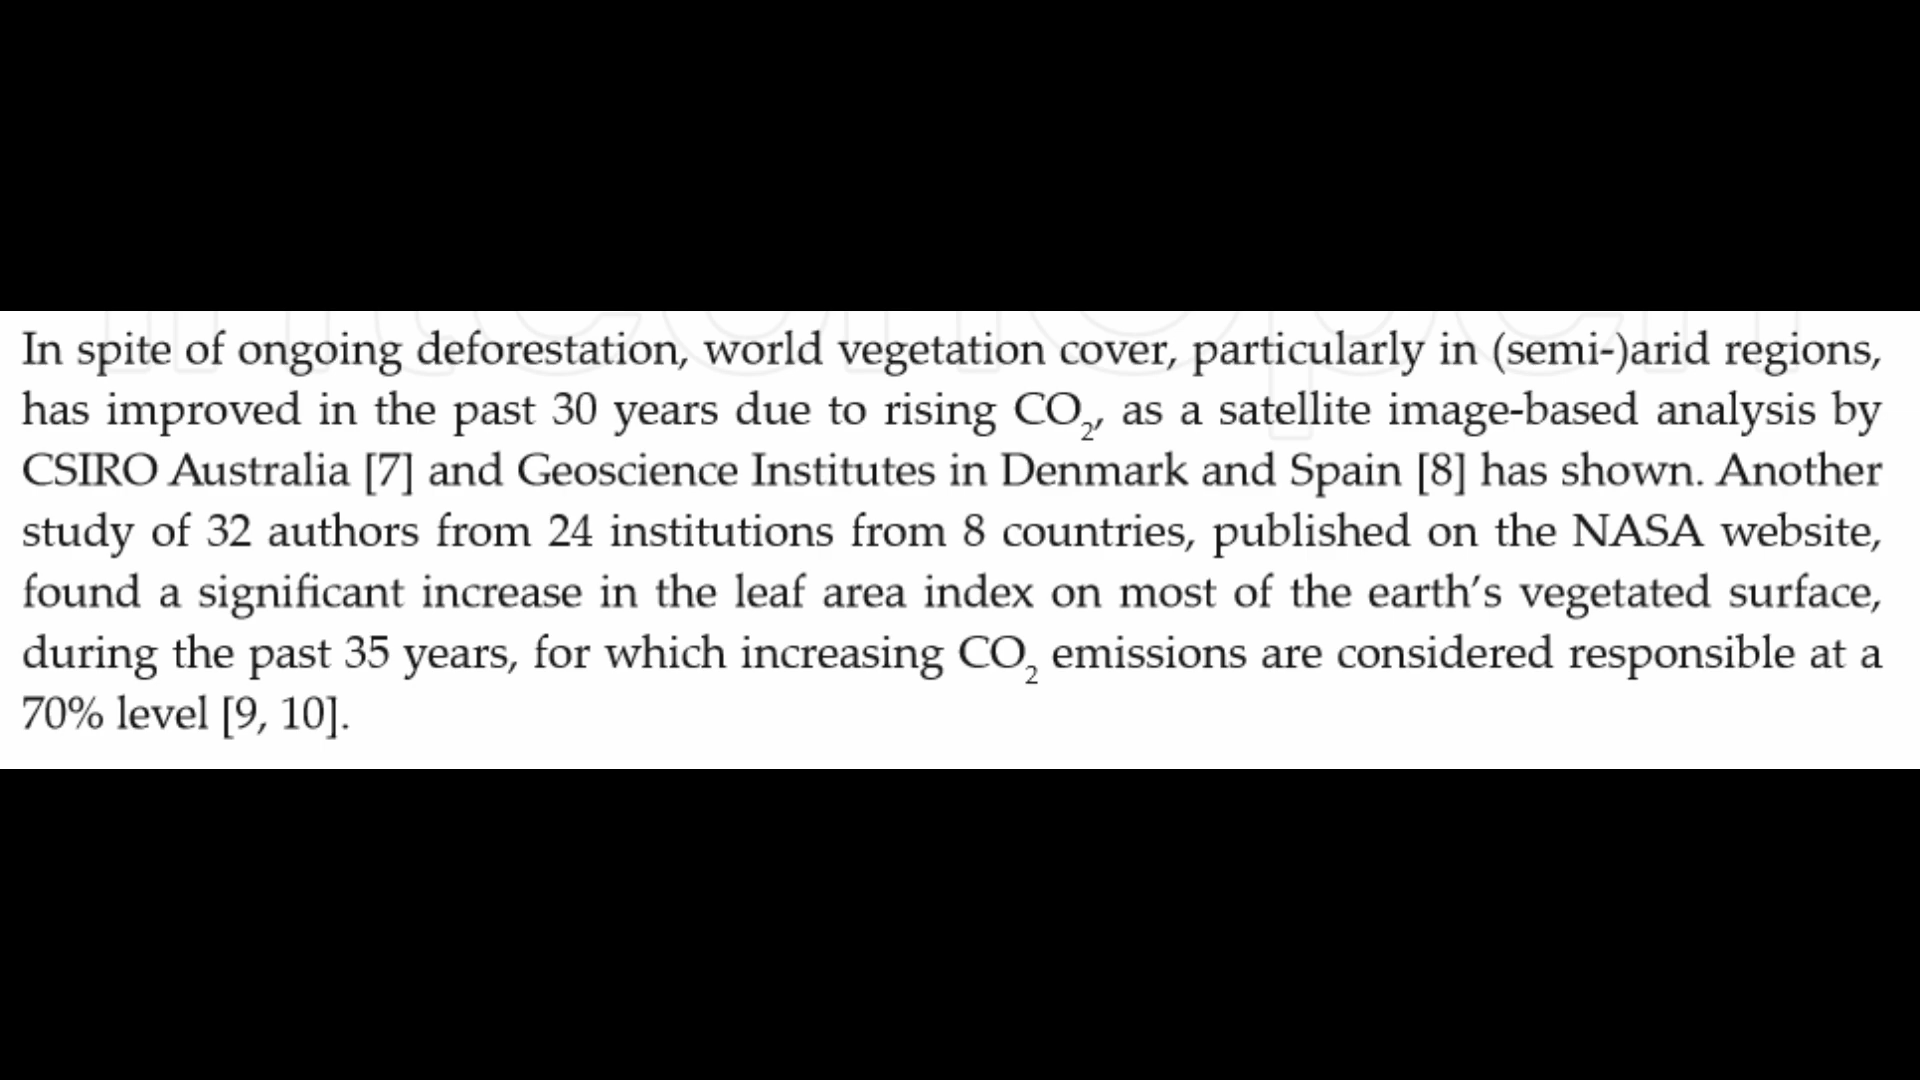 In spite of ongoing deforestation, world vegetation cover, particularly in (semi-)arid regions,
has improved in the past 30 years due to rising CO₂, as a satellite image-based analysis by
CSIRO Australia [7] and Geoscience Institutes in Denmark and Spain [8] has shown. Another
study of 32 authors from 24 institutions from 8 countries, published on the NASA website,
found a significant increase in the leaf area index on most of the earth’s vegetated surface,
during the past 35 years, for which increasing CO₂ emissions are considered responsible at a
70% level [9, 10].